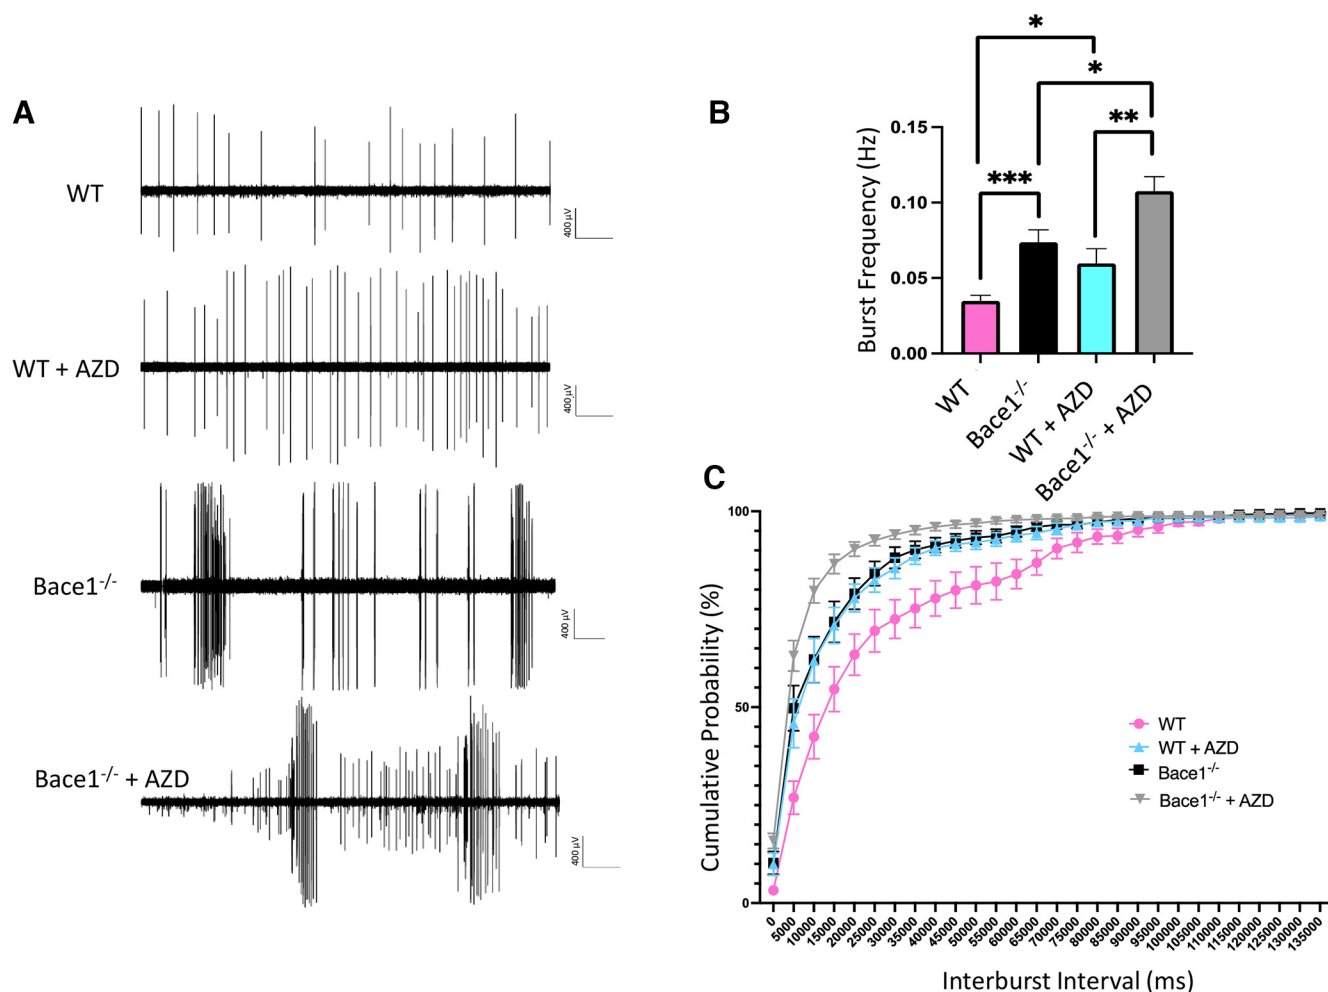 A
WT
400 µV
WT + AZD
400 µV
Bace1-/-
400 µV
Bace1-/- + AZD
400 µV
B
*
*
**
***
Burst Frequency (Hz)
0.15
0.10
0.05
0.00
WT
Bace1-/-
WT + AZD
Bace1-/- + AZD
C
Cumulative Probability (%)
100
50
0
WT
WT + AZD
Bace1-/-
Bace1-/- + AZD
0
5000
10000
15000
20000
25000
30000
35000
40000
45000
50000
55000
60000
65000
70000
75000
80000
85000
90000
95000
100000
105000
110000
115000
120000
125000
130000
135000
Interburst Interval (ms)